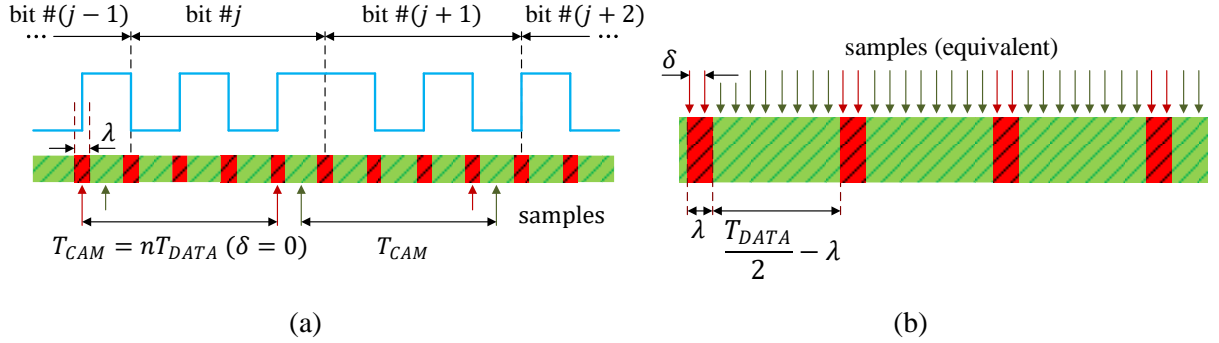 bit #(j − 1) bit #j bit #(j + 1) bit #(j + 2)
... ...
λ
samples
T_CAM = nT_DATA (δ = 0) T_CAM
(a)
samples (equivalent)
δ
λ T_DATA/2 − λ
(b)